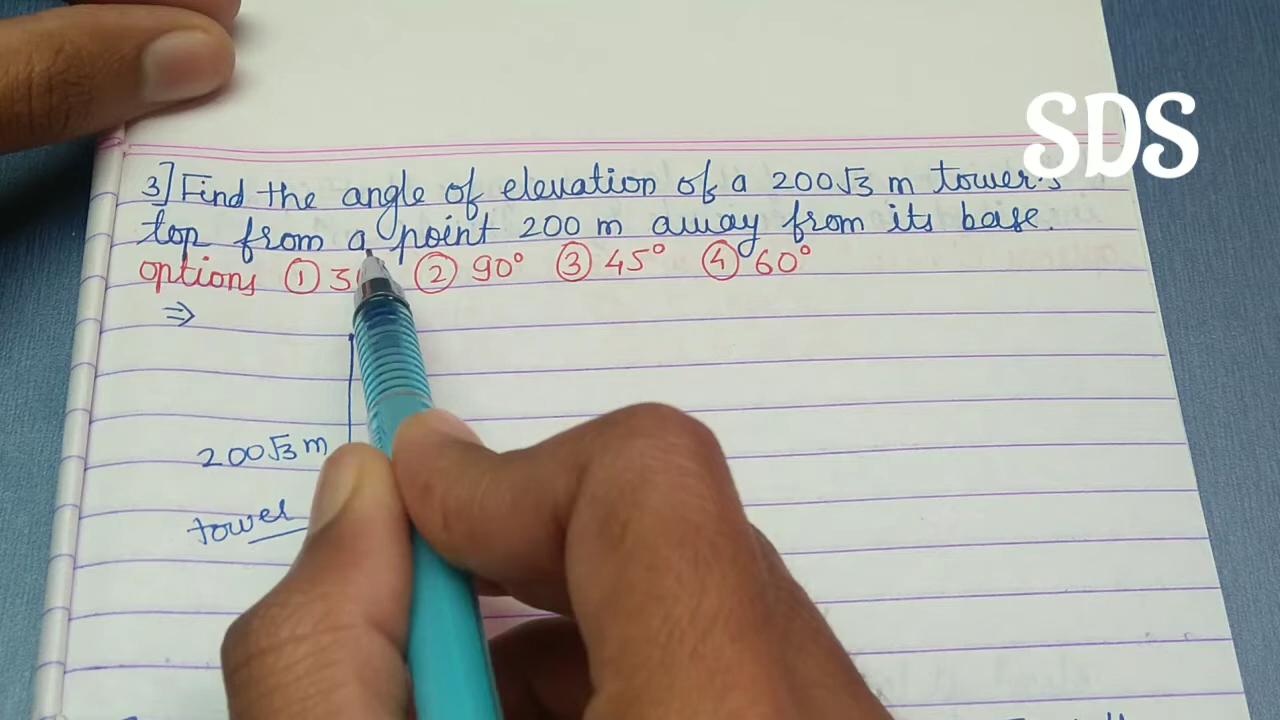 SDS
3] Find the angle of elevation of a 200√3 m tower's
top from a point 200 m away from its base.
options ① 3 ② 90° ③ 45° ④ 60°
⇒
200√3 m
tower